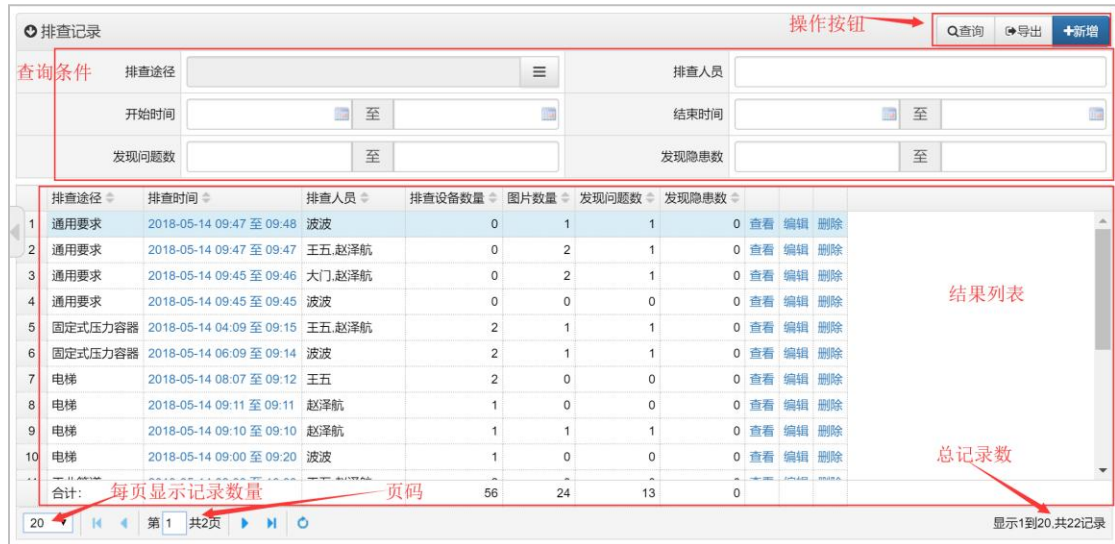 排查记录 操作按钮 查询 导出 新增
查询条件 排查途径 排查人员
开始时间 至 结束时间 至
发现问题数 至 发现隐患数 至
排查途径 排查时间 排查人员 排查设备数量 图片数量 发现问题数 发现隐患数
1 通用要求 2018-05-14 09:47 至 09:48 波波 0 1 1 0 查看 编辑 删除
2 通用要求 2018-05-14 09:47 至 09:47 王五,赵泽航 0 2 1 0 查看 编辑 删除
3 通用要求 2018-05-14 09:45 至 09:46 大门,赵泽航 0 2 1 0 查看 编辑 删除
4 通用要求 2018-05-14 09:45 至 09:45 波波 0 0 0 0 查看 编辑 删除 结果列表
5 固定式压力容器 2018-05-14 04:09 至 09:15 王五,赵泽航 2 1 1 0 查看 编辑 删除
6 固定式压力容器 2018-05-14 06:09 至 09:14 波波 2 1 1 0 查看 编辑 删除
7 电梯 2018-05-14 08:07 至 09:12 王五 2 0 0 0 查看 编辑 删除
8 电梯 2018-05-14 09:11 至 09:11 赵泽航 1 0 0 0 查看 编辑 删除
9 电梯 2018-05-14 09:10 至 09:10 赵泽航 1 1 1 0 查看 编辑 删除
10 电梯 2018-05-14 09:00 至 09:20 波波 1 0 0 0 查看 编辑 删除 总记录数
合计: 每页显示记录数量 页码 56 24 13 0
20 第 1 共2页 显示1到20,共22记录